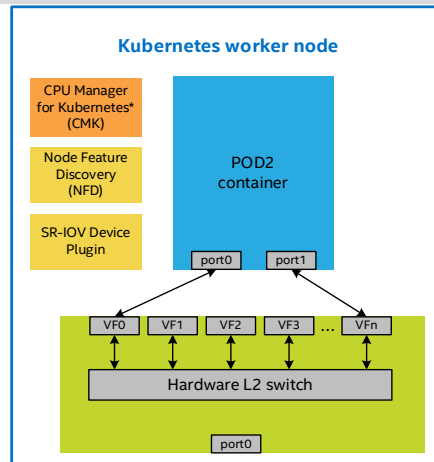 Kubernetes worker node
CPU Manager
for Kubernetes*
(CMK)
Node Feature
Discovery
(NFD)
SR-IOV Device
Plugin
POD2
container
port0
port1
VF0
VF1
VF2
VF3
...
VFn
Hardware L2 switch
port0